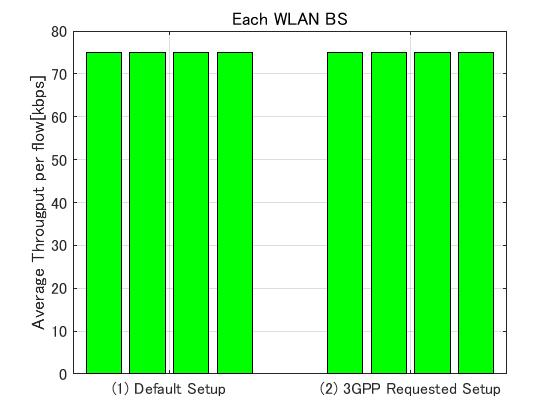 Each WLAN BS
Average Througput per flow[kbps]
80
70
60
50
40
30
20
10
0
(1) Default Setup
(2) 3GPP Requested Setup